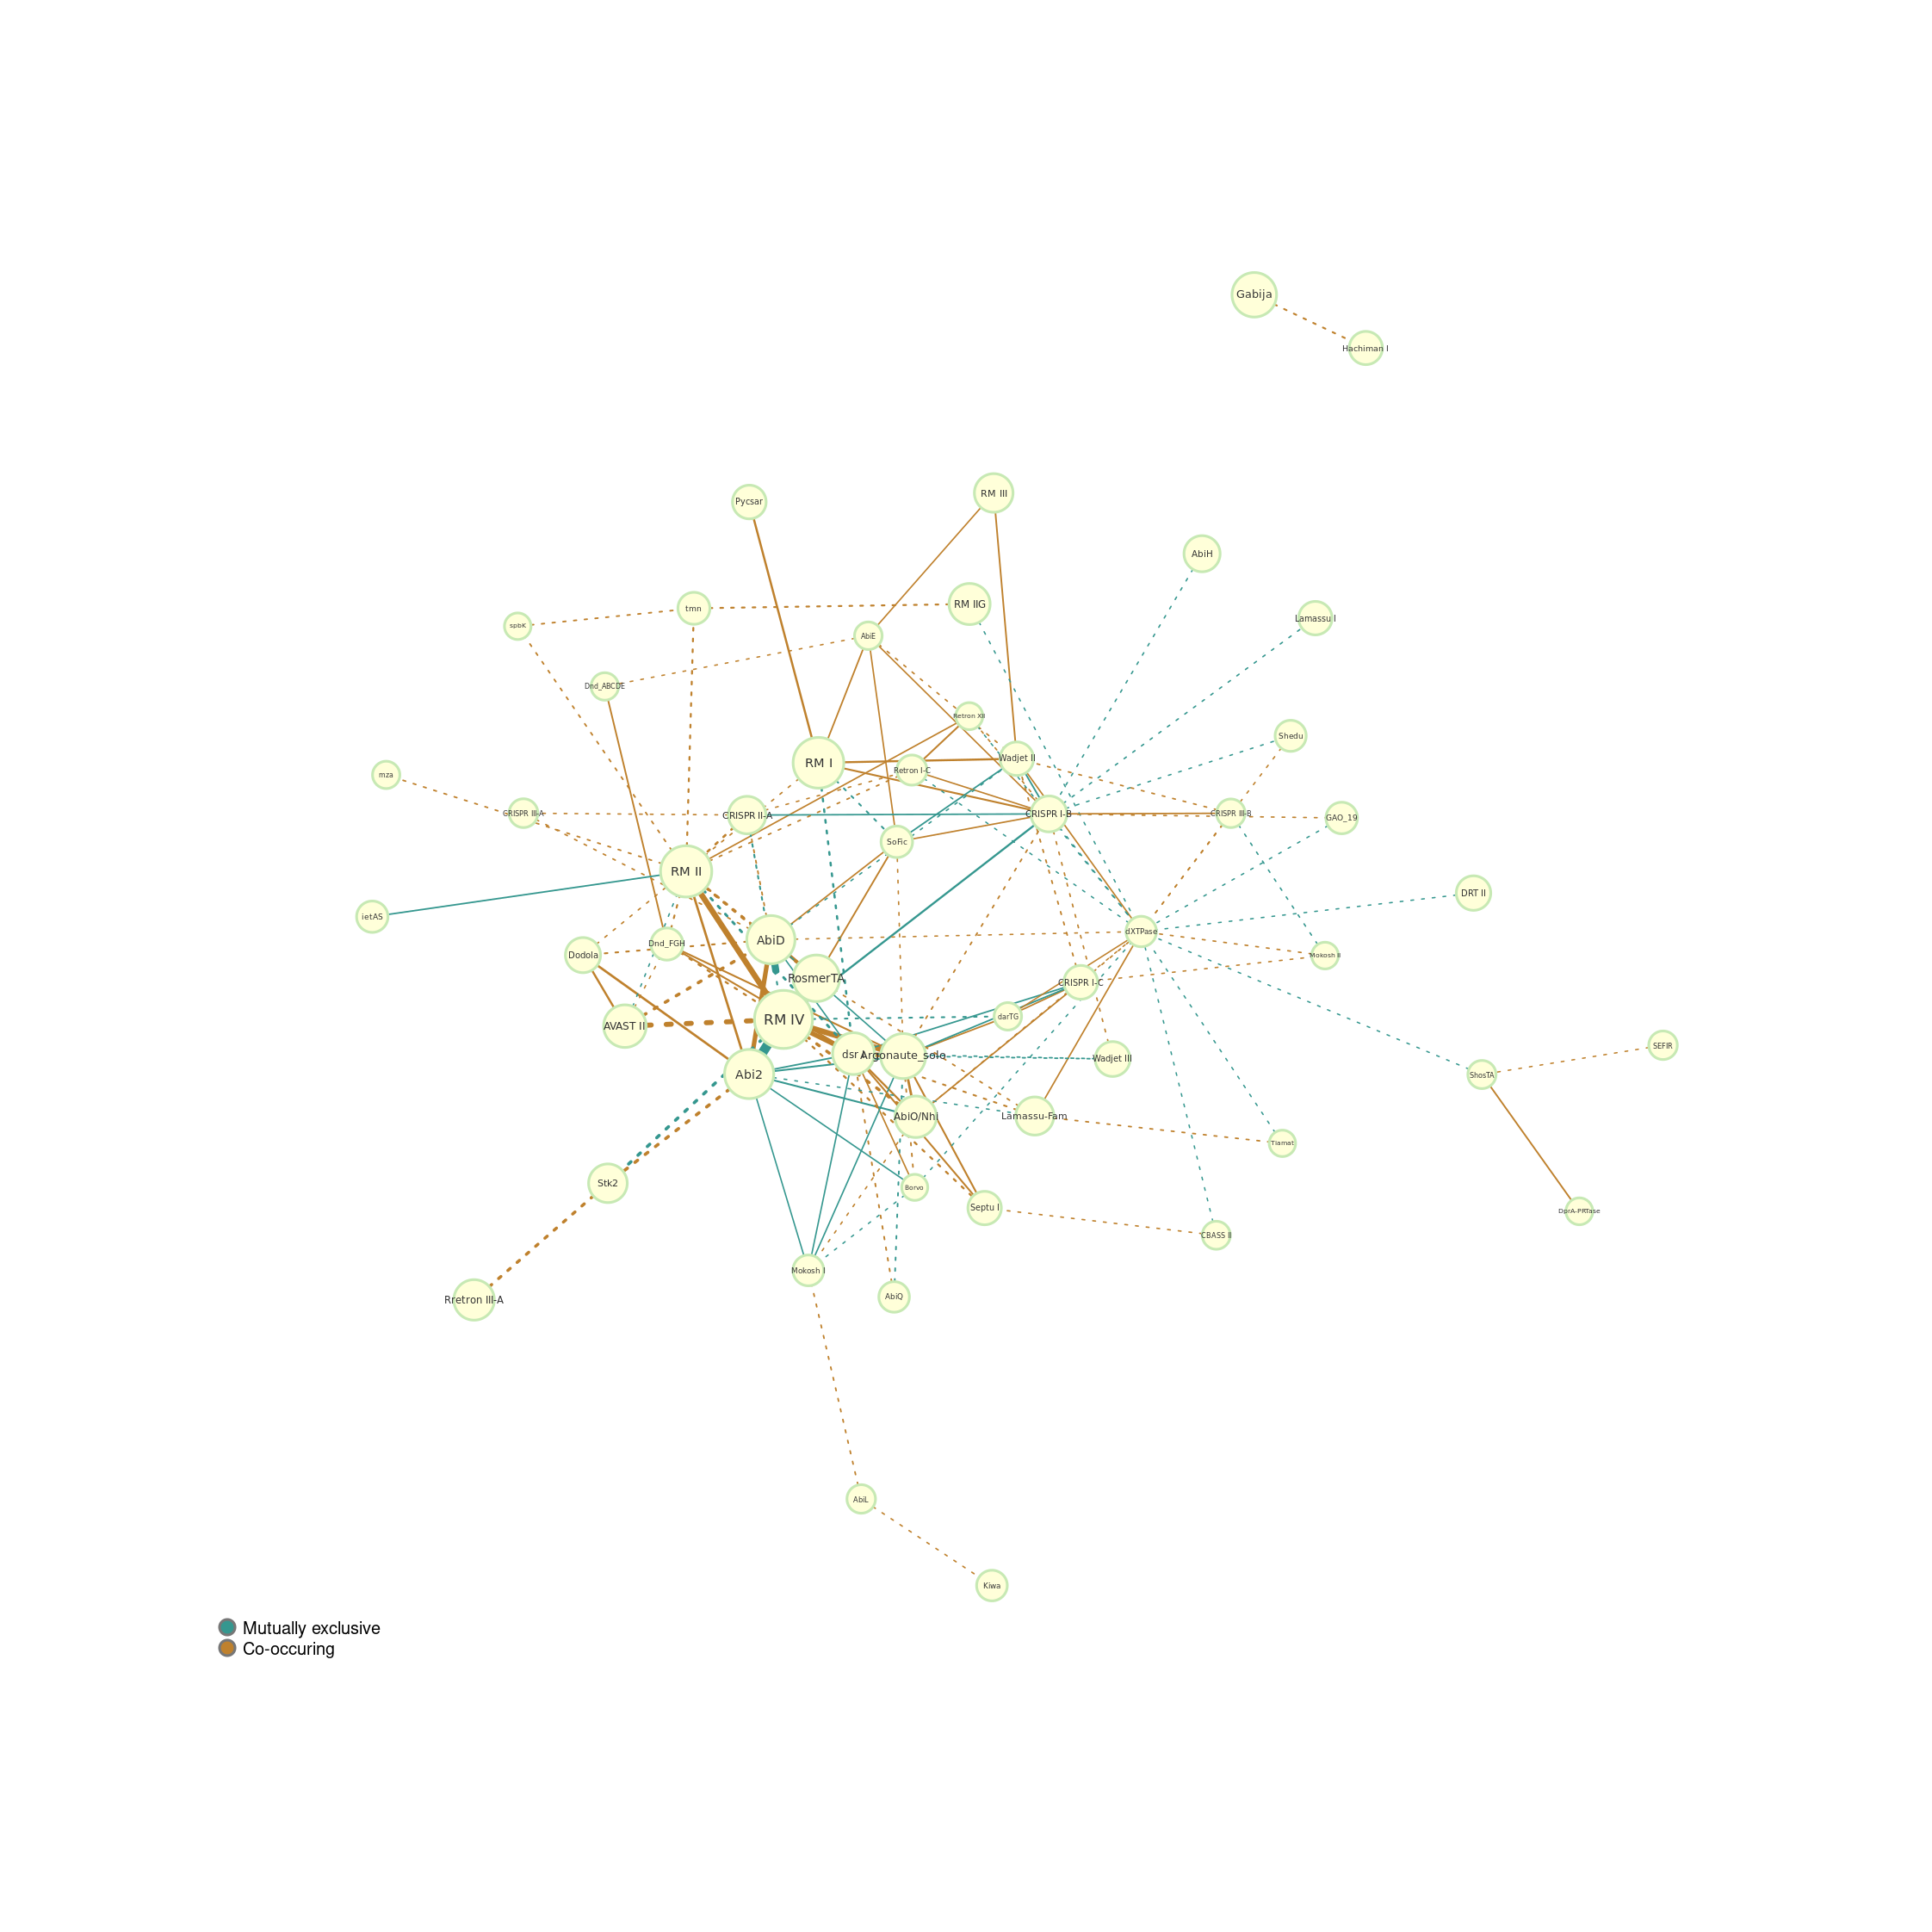 Gabija
Hachiman I
RM III
Pycsar
AbiH
RM IIG
tmn
Lamassu I
spbK
AbiE
Dnd_ABCDE
Retron XII
Shedu
Wadjet II
RM I
Retron I-C
mza
CRISPR III-A
CRISPR II-A
CRISPR I-B
CRISPR III-B
GAO_19
SoFic
RM II
DRT II
ietAS
dXTPase
AbiD
Dnd_FGH
Dodola
Mokosh II
RosmerTA
CRISPR I-C
darTG
RM IV
AVAST II
SEFIR
dsr I
Argonaute_solo
Wadjet III
Abi2
ShosTA
AbiO/Nhi
Lamassu-Fam
Tiamat
Stk2
Borvo
Septu I
DprA-PRTase
CBASS II
Mokosh I
AbiQ
Rretron III-A
AbiL
Kiwa
Mutually exclusive
Co-occuring